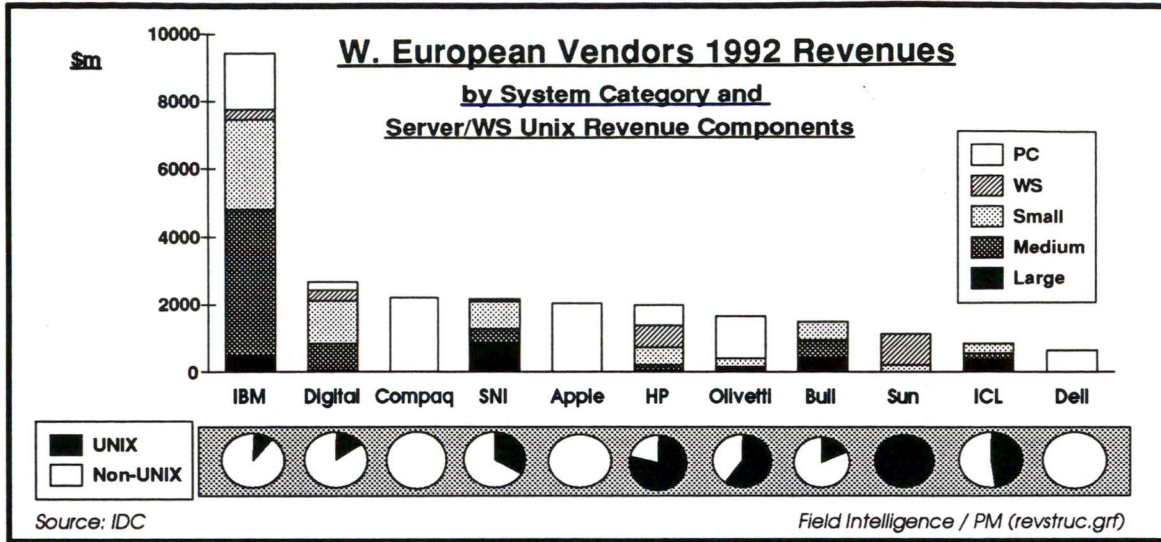 $m
W. European Vendors 1992 Revenues
by System Category and
Server/WS Unix Revenue Components
10000
8000
6000
4000
2000
0
PC
WS
Small
Medium
Large
IBM Digital Compaq SNI Apple HP Olivetti Bull Sun ICL Dell
UNIX
Non-UNIX
Source: IDC
Field Intelligence / PM (revstruc.grf)